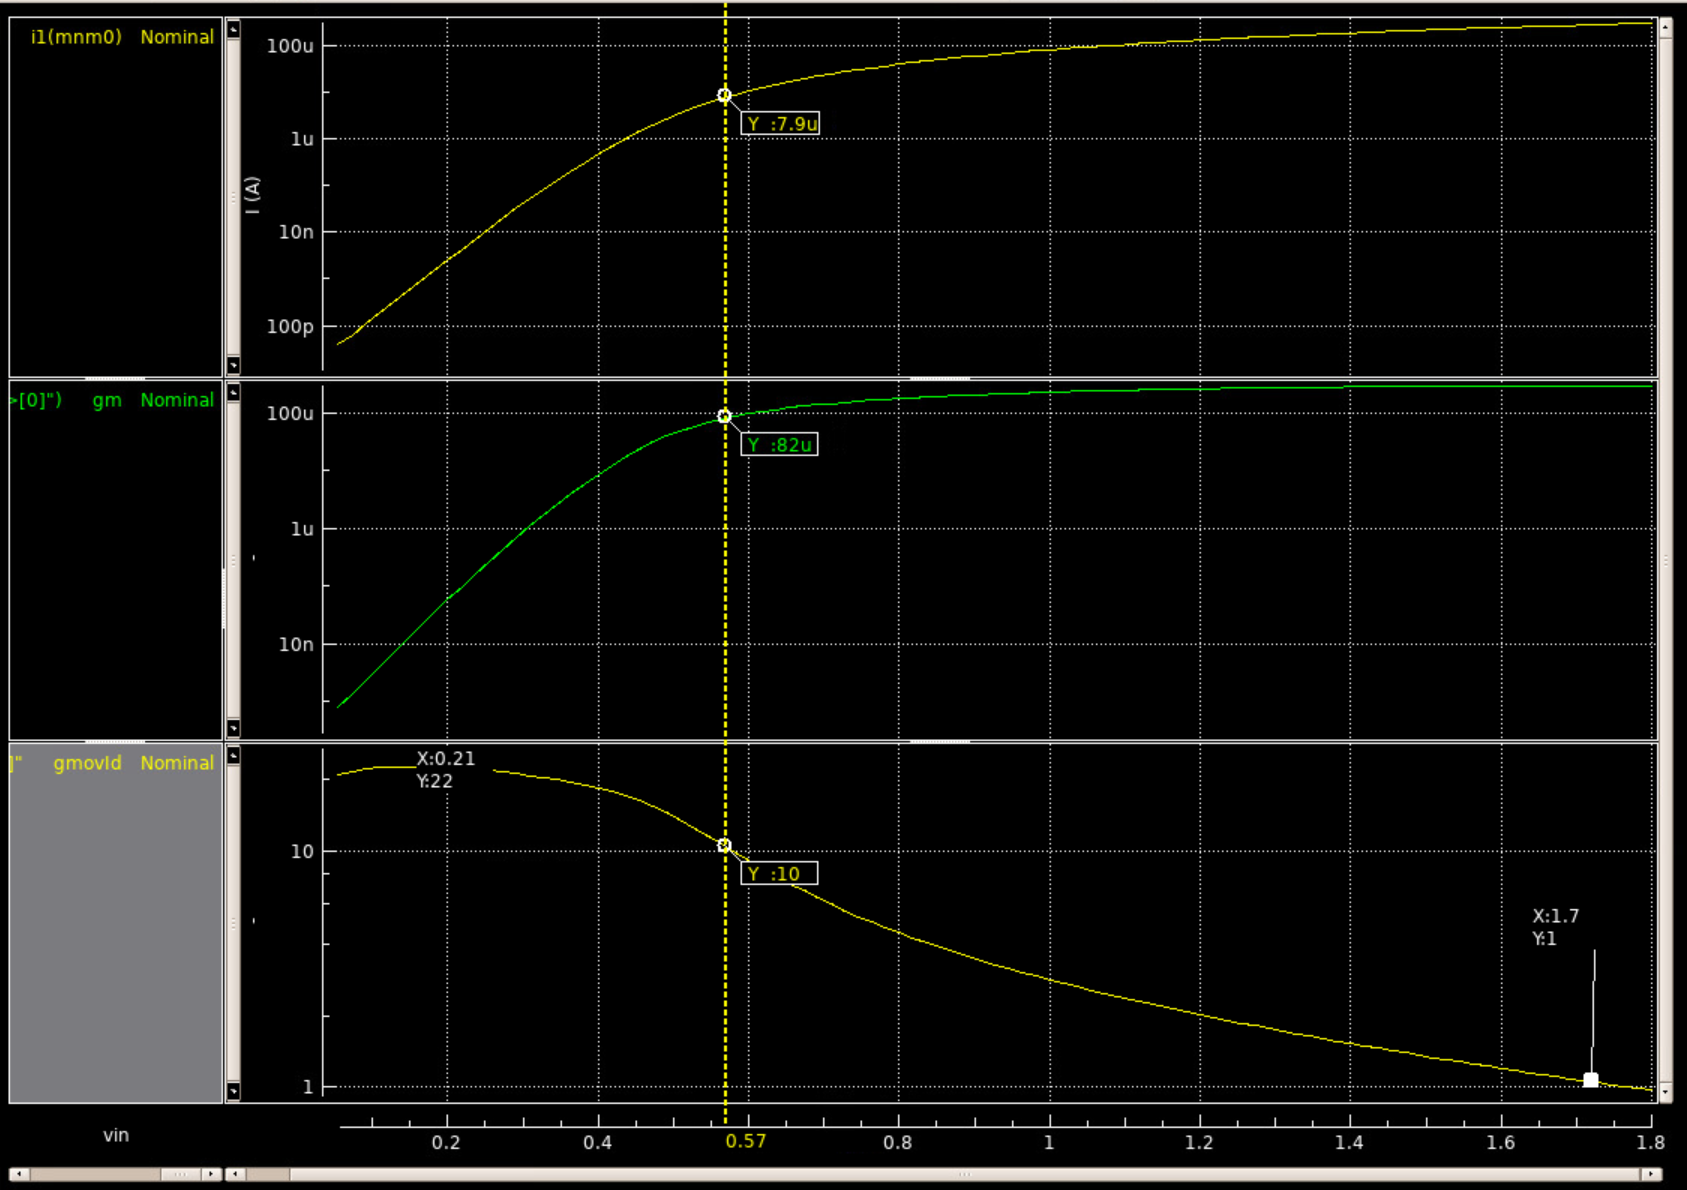 i1(mnm0) Nominal
100u
1u
10n
100p
I (A)
Y :7.9u
>[0]") gm Nominal
100u
1u
10n
Y :82u
]" gmovId Nominal
10
1
X:0.21
Y:22
Y :10
X:1.7
Y:1
vin
0.2 0.4 0.57 0.8 1 1.2 1.4 1.6 1.8